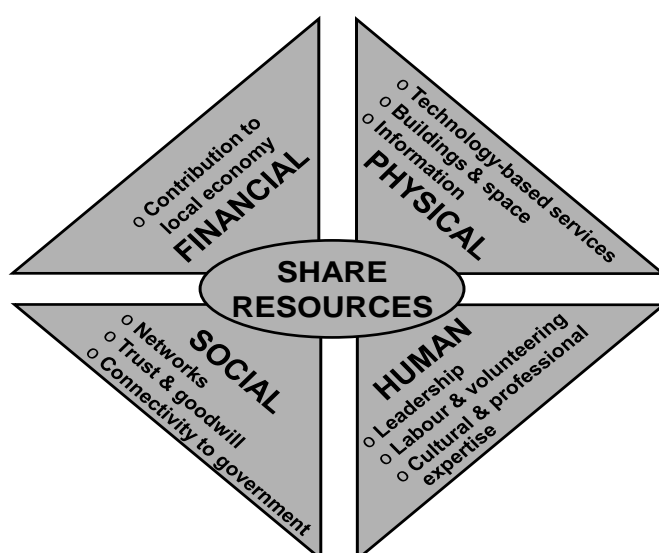 o Contribution to
local economy
FINANCIAL
o Technology-based services
o Buildings & space
o Information
PHYSICAL
SHARE
RESOURCES
SOCIAL
o Networks
o Trust & goodwill
o Connectivity to government
HUMAN
o Leadership
o Labour & volunteering
o Cultural & professional
expertise